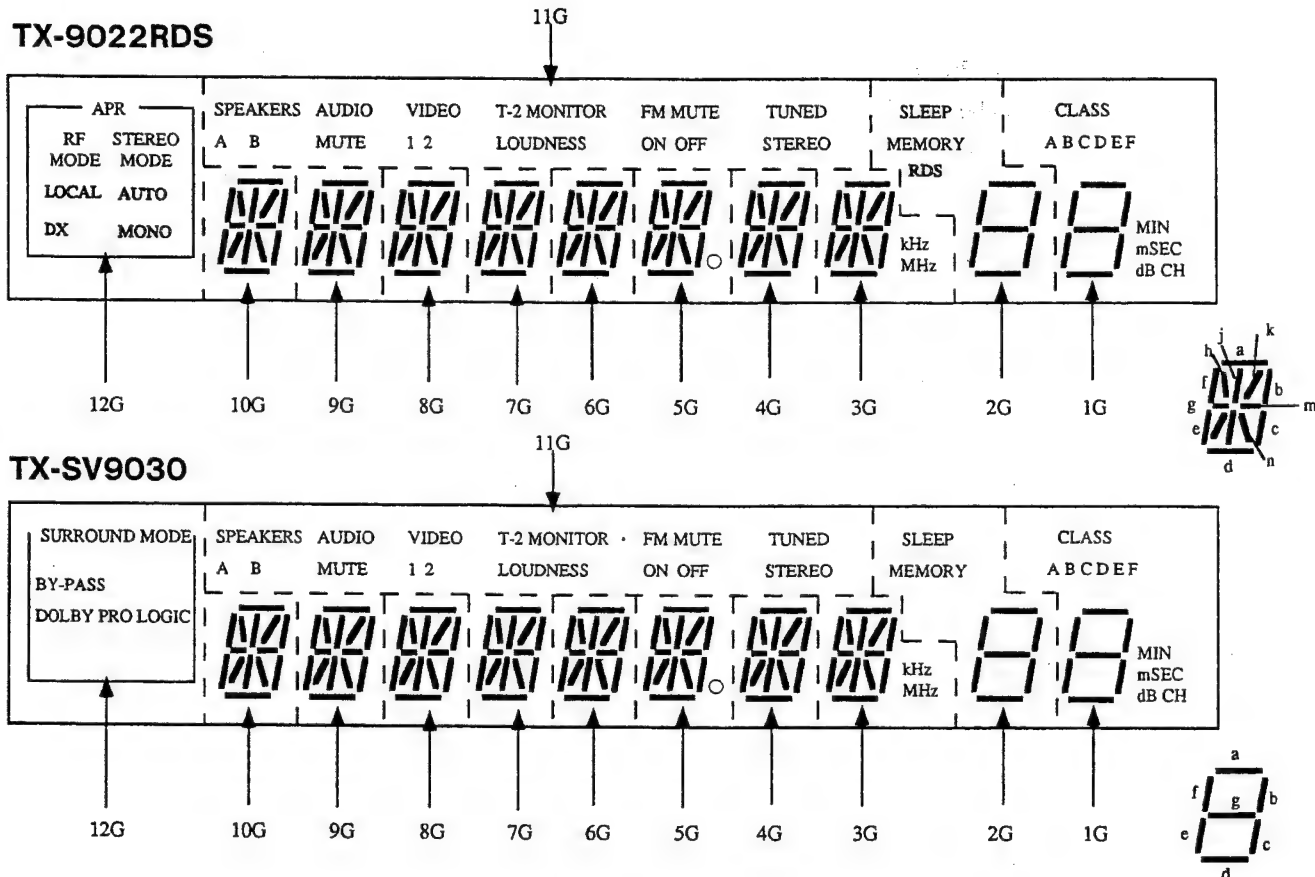 11G
TX-9022RDS
APR SPEAKERS AUDIO VIDEO T-2 MONITOR FM MUTE TUNED SLEEP CLASS
RF STEREO A B MUTE 1 2 LOUDNESS ON OFF STEREO MEMORY A B C D E F
MODE MODE RDS
LOCAL AUTO
DX MONO MIN
kHz mSEC
MHz dB CH
12G 10G 9G 8G 7G 6G 5G 4G 3G 2G 1G
h j a k
f b
g m
e c
d n
11G
TX-SV9030
SURROUND MODE SPEAKERS AUDIO VIDEO T-2 MONITOR FM MUTE TUNED SLEEP CLASS
A B MUTE 1 2 LOUDNESS ON OFF STEREO MEMORY A B C D E F
BY-PASS
DOLBY PRO LOGIC
MIN
kHz mSEC
MHz dB CH
12G 10G 9G 8G 7G 6G 5G 4G 3G 2G 1G
a
f g b
e c
d